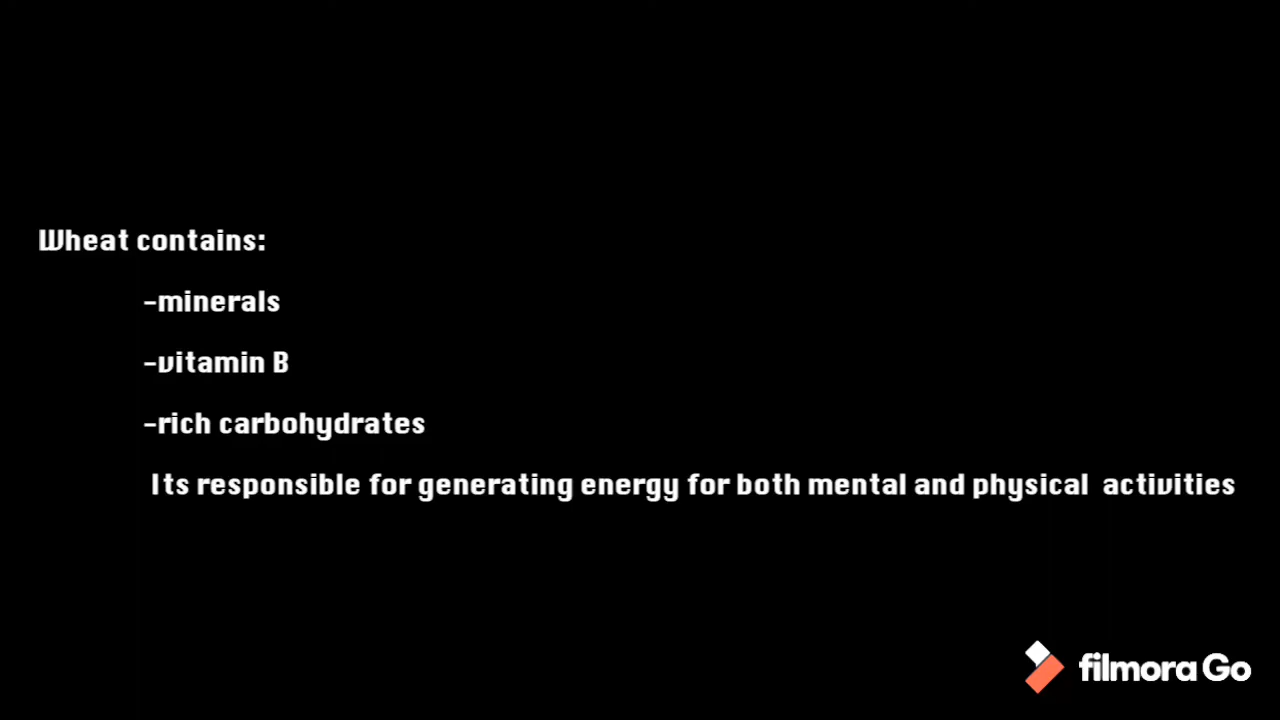 Wheat contains:
-minerals
-vitamin B
-rich carbohydrates
Its responsible for generating energy for both mental and physical activities
filmora Go